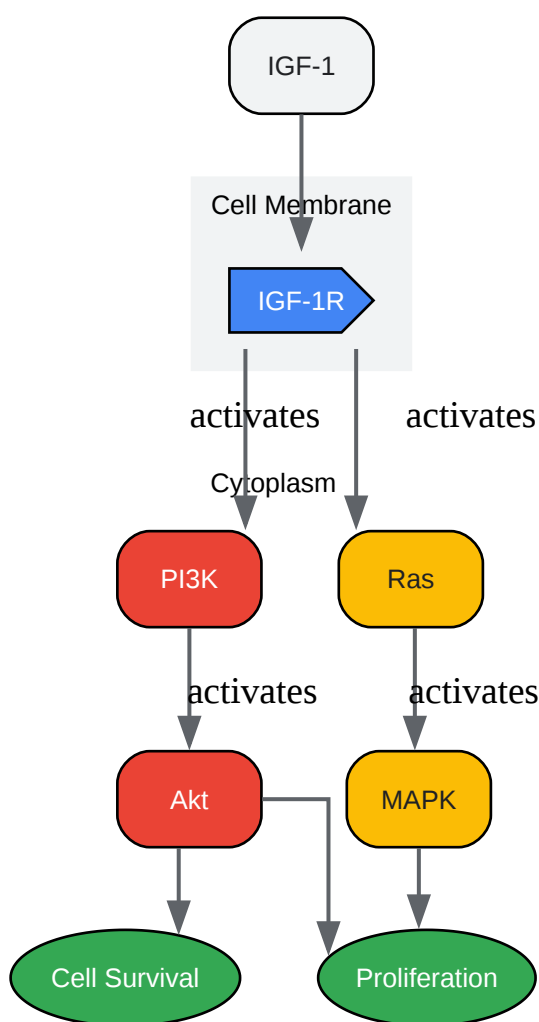 IGF-1
Cell Membrane
IGF-1R
activates
activates
Cytoplasm
PI3K
Ras
activates
activates
Akt
MAPK
Cell Survival
Proliferation